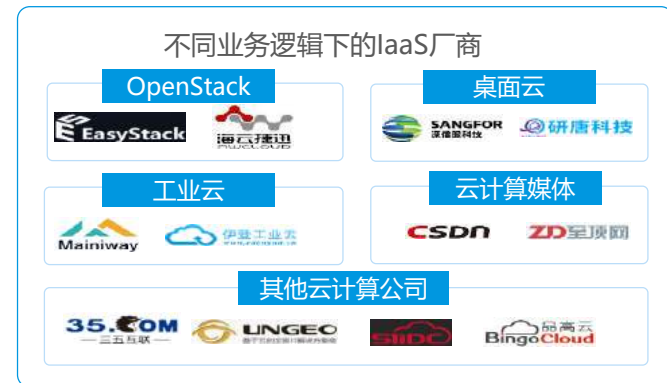 不同业务逻辑下的IaaS厂商
OpenStack
桌面云
EasyStack
海云捷迅
AWCLOUD
SANGFOR
深信服科技
研唐科技
工业云
云计算媒体
Mainiway
伊登工业云
CSDN
ZD至顶网
其他云计算公司
35.COM
三五互联
UNGEO
品高云
BingoCloud